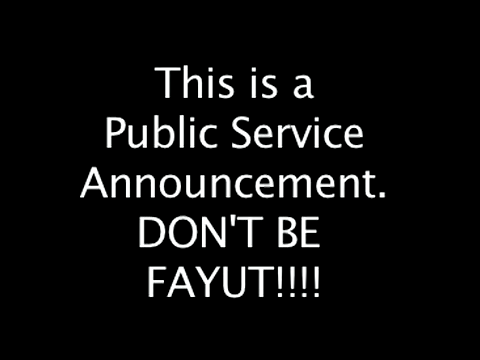 This is a
Public Service
Announcement.
DON'T BE
FAYUT!!!!